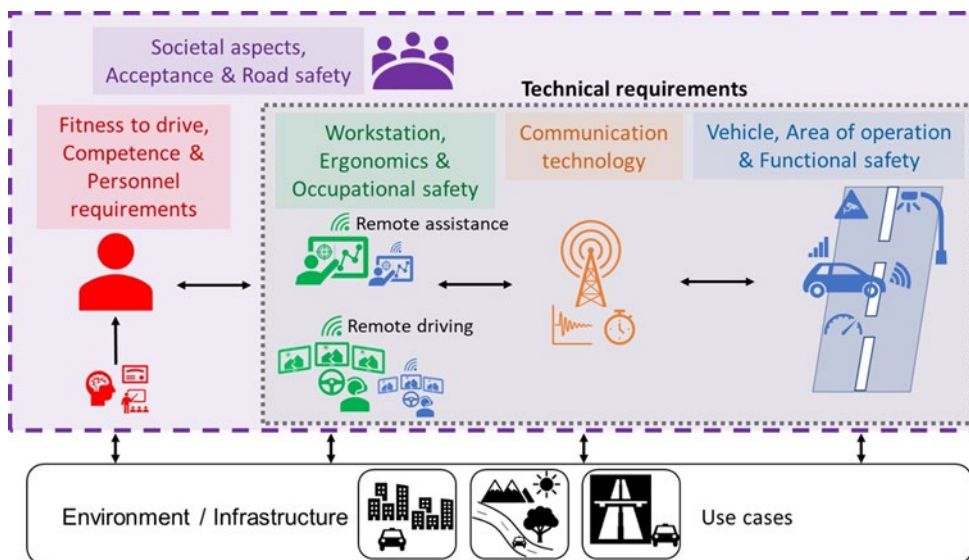 Societal aspects,
Acceptance & Road safety
Technical requirements
Fitness to drive,
Competence &
Personnel
requirements
Workstation,
Ergonomics &
Occupational safety
Communication
technology
Vehicle, Area of operation
& Functional safety
Remote assistance
Remote driving
Environment / Infrastructure
Use cases